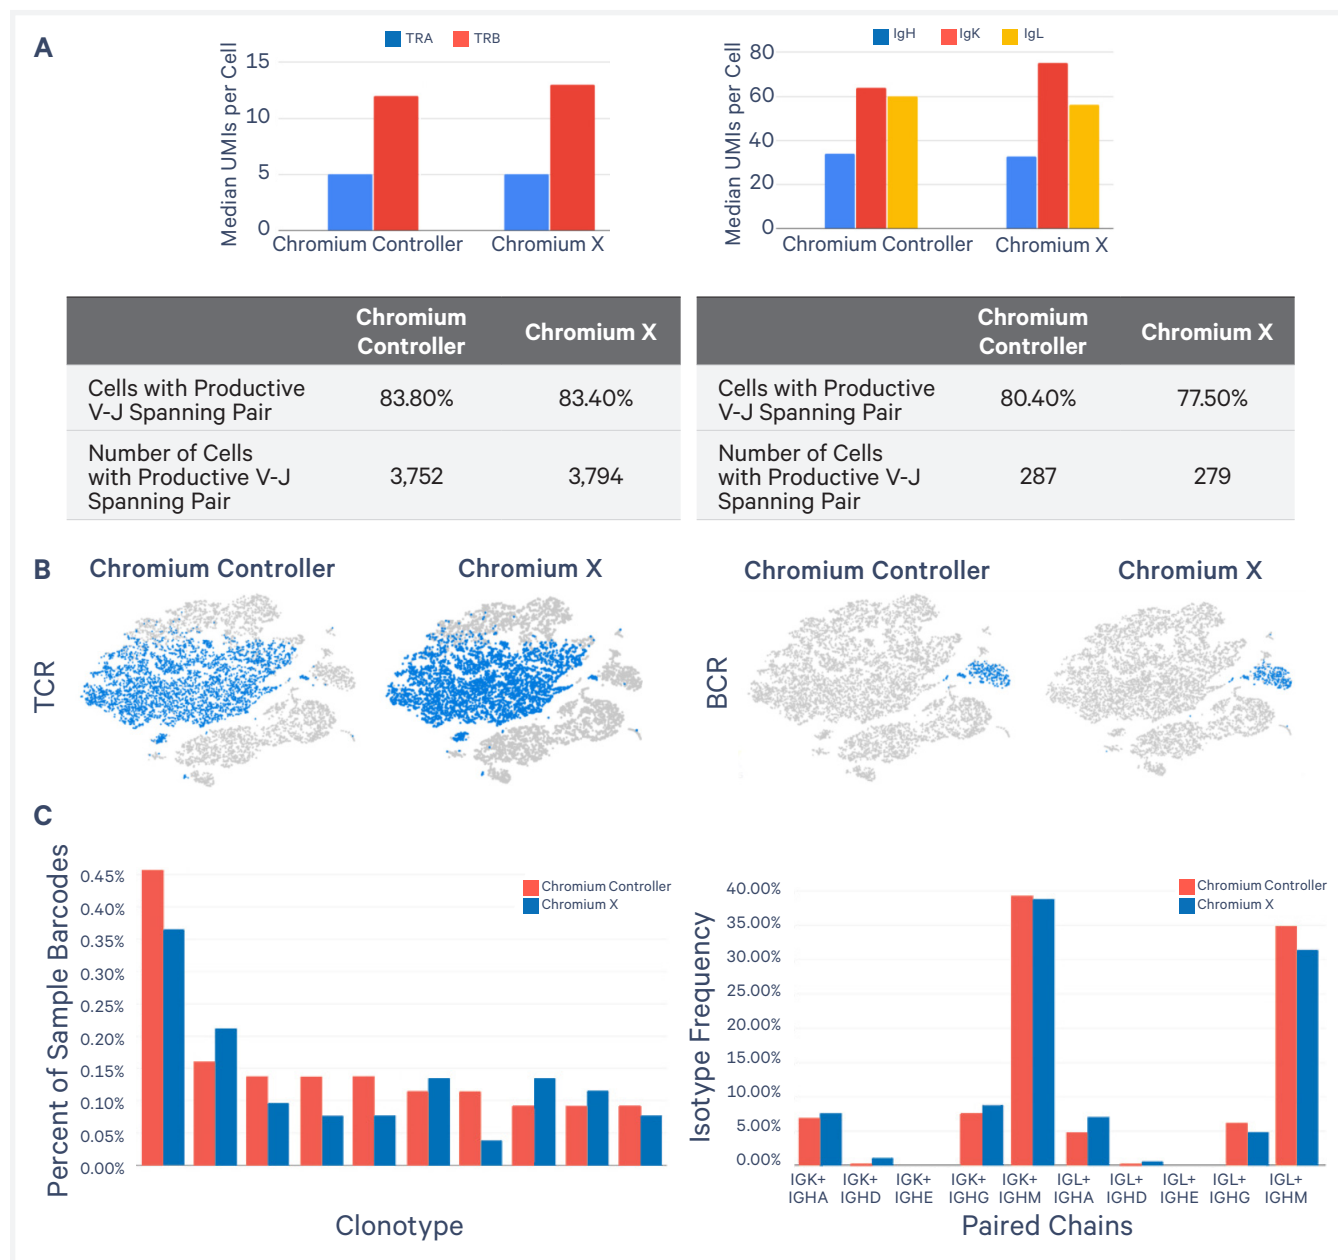 A
TRA TRB
Median UMIs per Cell
15
10
5
0
Chromium Controller Chromium X
IgH IgK IgL
Median UMIs per Cell
80
60
40
20
0
Chromium Controller Chromium X
Chromium
Controller
Chromium X
Cells with Productive
V-J Spanning Pair
83.80% 83.40%
Number of Cells
with Productive V-J
Spanning Pair
3,752 3,794
Chromium
Controller
Chromium X
Cells with Productive
V-J Spanning Pair
80.40% 77.50%
Number of Cells
with Productive V-J
Spanning Pair
287 279
B
Chromium Controller Chromium X
TCR
Chromium Controller Chromium X
BCR
C
Percent of Sample Barcodes
0.45%
0.40%
0.35%
0.30%
0.25%
0.20%
0.15%
0.10%
0.05%
0.00%
Chromium Controller
Chromium X
Clonotype
Isotype Frequency
40.00%
35.00%
30.00%
25.00%
20.00%
15.00%
10.00%
5.00%
0.00%
Chromium Controller
Chromium X
IGK+ IGK+ IGK+ IGK+ IGK+ IGL+ IGL+ IGL+ IGL+ IGL+
IGHA IGHD IGHE IGHG IGHM IGHA IGHD IGHE IGHG IGHM
Paired Chains